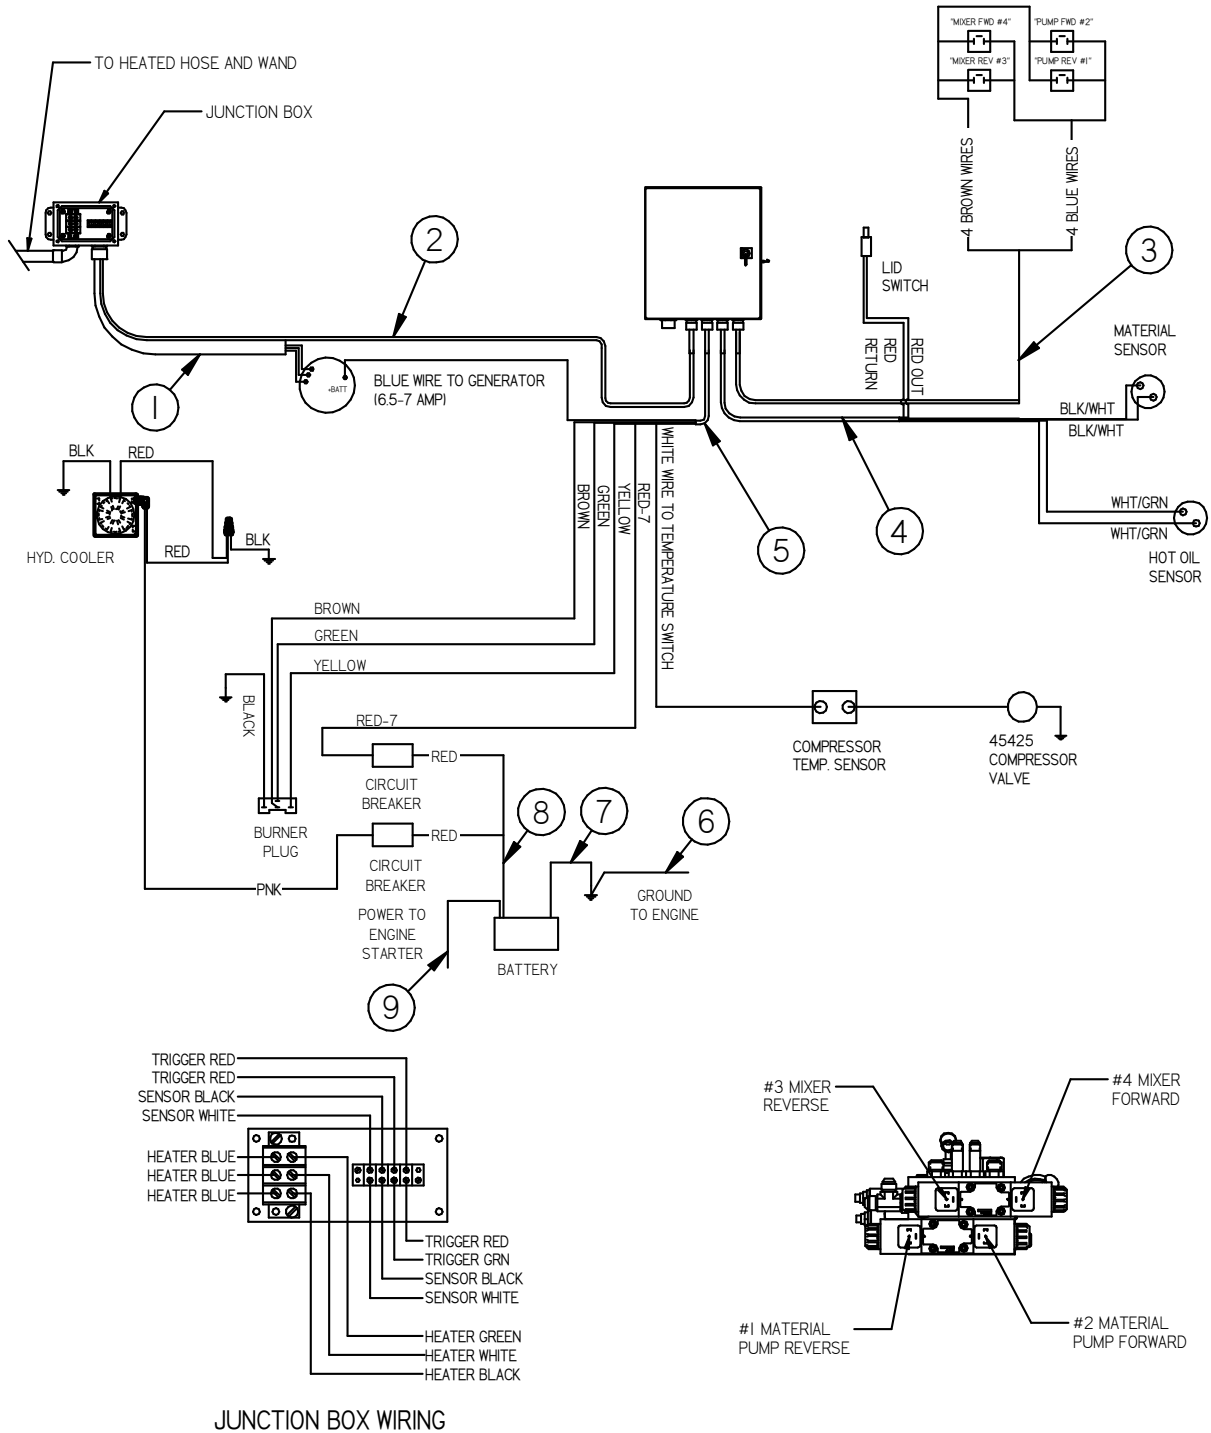 "MIXER FWD #4"
"PUMP FWD #2"
"MIXER REV #3"
"PUMP REV #1"
TO HEATED HOSE AND WAND
JUNCTION BOX
4 BROWN WIRES
4 BLUE WIRES
2
3
LID
SWITCH
RED OUT
RED
RETURN
MATERIAL
SENSOR
1
+BATT
BLUE WIRE TO GENERATOR
(6.5-7 AMP)
BLK/WHT
BLK/WHT
BLK
RED
BROWN
GREEN
YELLOW
RED-7
WHITE WIRE TO TEMPERATURE SWITCH
5
4
WHT/GRN
WHT/GRN
HOT OIL
SENSOR
HYD. COOLER
RED
BLK
BROWN
GREEN
YELLOW
BLACK
RED-7
COMPRESSOR
TEMP. SENSOR
45425
COMPRESSOR
VALVE
RED
CIRCUIT
BREAKER
8
7
6
BURNER
PLUG
RED
CIRCUIT
BREAKER
PNK
GROUND
TO ENGINE
POWER TO
ENGINE
STARTER
BATTERY
9
TRIGGER RED
TRIGGER RED
SENSOR BLACK
SENSOR WHITE
HEATER BLUE
HEATER BLUE
HEATER BLUE
TRIGGER RED
TRIGGER GRN
SENSOR BLACK
SENSOR WHITE
HEATER GREEN
HEATER WHITE
HEATER BLACK
JUNCTION BOX WIRING
#3 MIXER
REVERSE
#4 MIXER
FORWARD
#1 MATERIAL
PUMP REVERSE
#2 MATERIAL
PUMP FORWARD